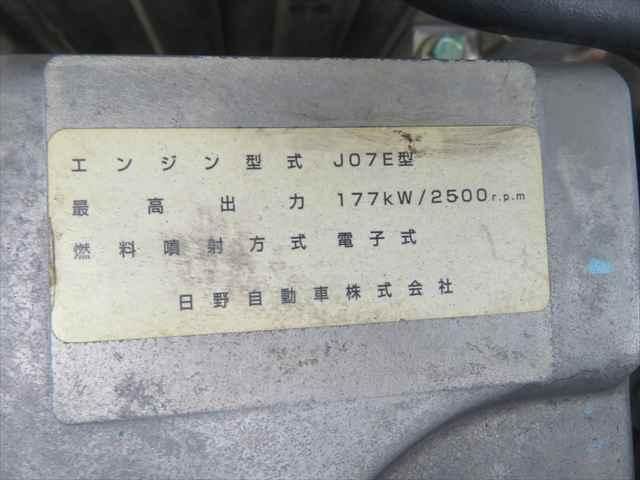 エンジン型式 J07E型
最高出力 177kW/2500r.p.m
燃料噴射方式 電子式
日野自動車株式会社